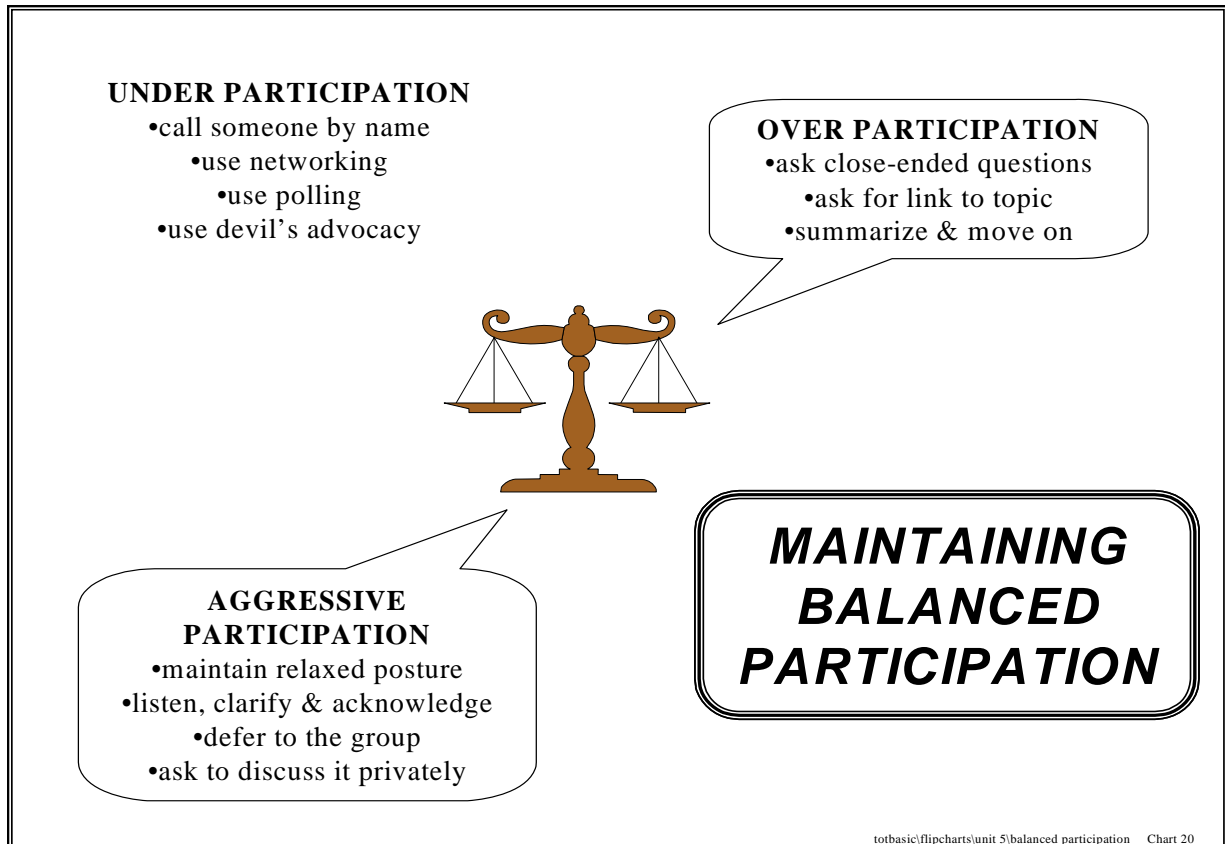 UNDER PARTICIPATION
•call someone by name
•use networking
•use polling
•use devil’s advocacy
OVER PARTICIPATION
•ask close-ended questions
•ask for link to topic
•summarize & move on
AGGRESSIVE
PARTICIPATION
•maintain relaxed posture
•listen, clarify & acknowledge
•defer to the group
•ask to discuss it privately
MAINTAINING
BALANCED
PARTICIPATION
totbasic\flipcharts\unit 5\balanced participation Chart 20